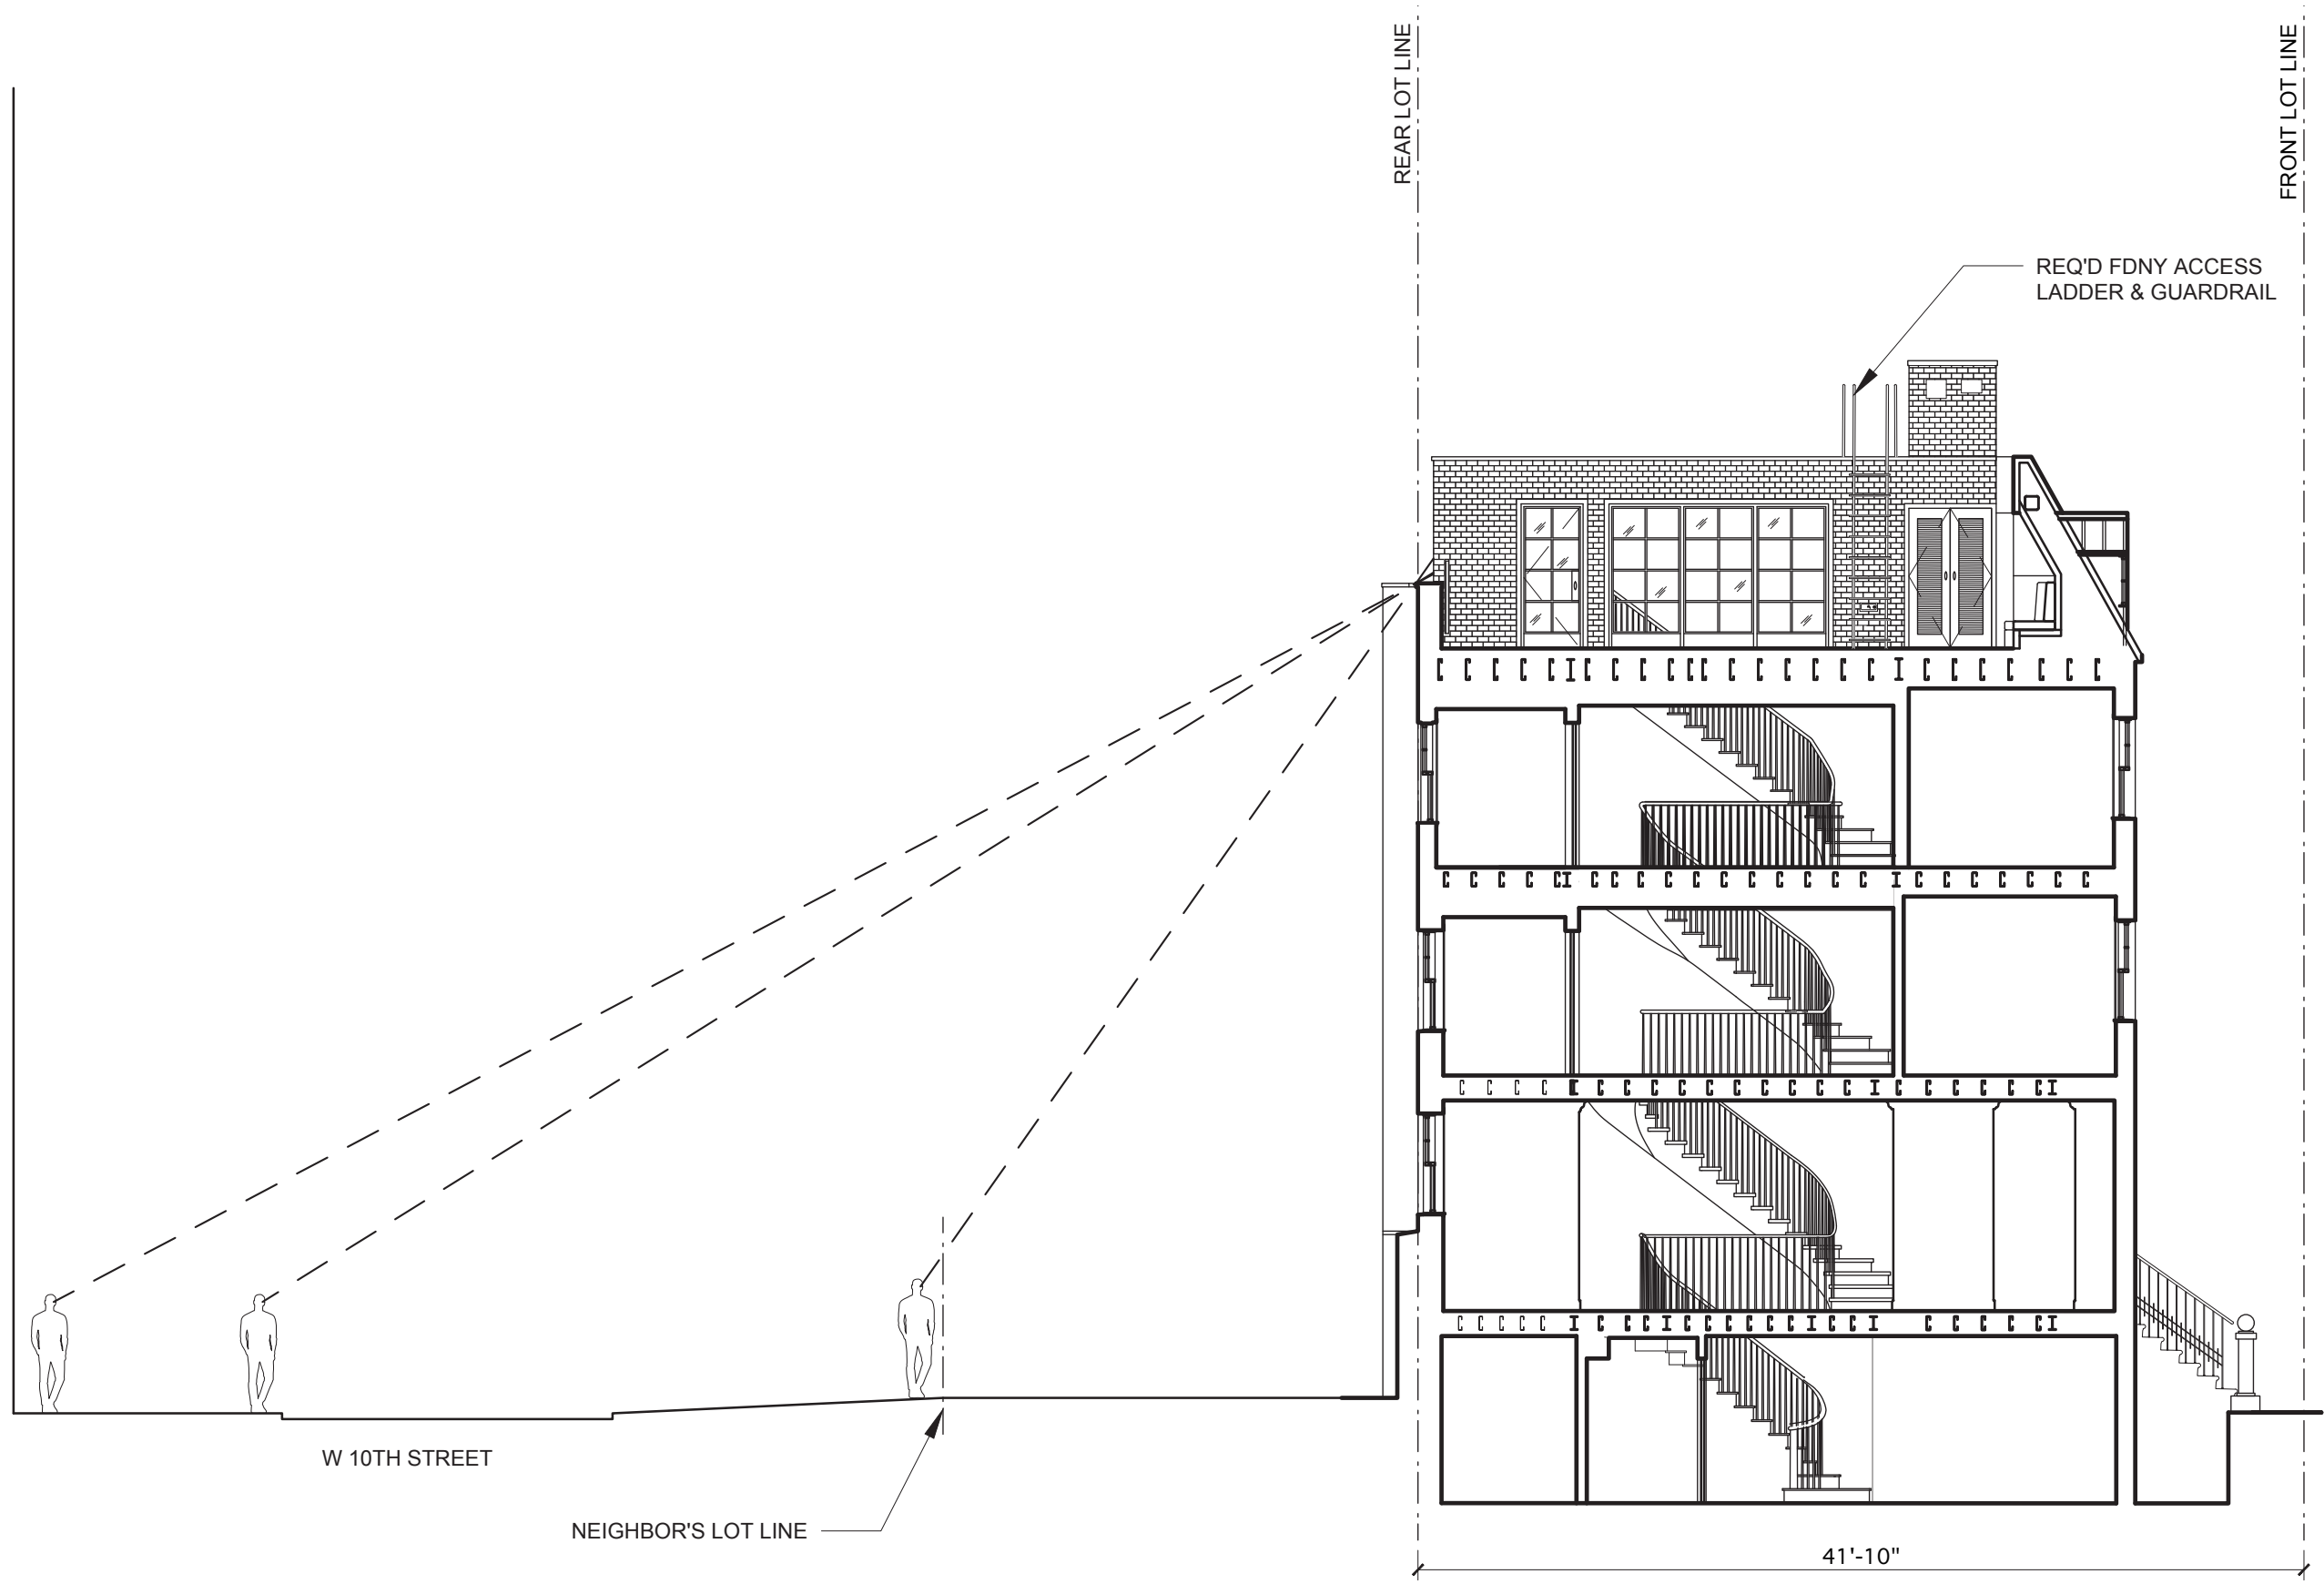 REAR LOT LINE
FRONT LOT LINE
REQ'D FDNY ACCESS
LADDER & GUARDRAIL
W 10TH STREET
NEIGHBOR'S LOT LINE
41'-10"